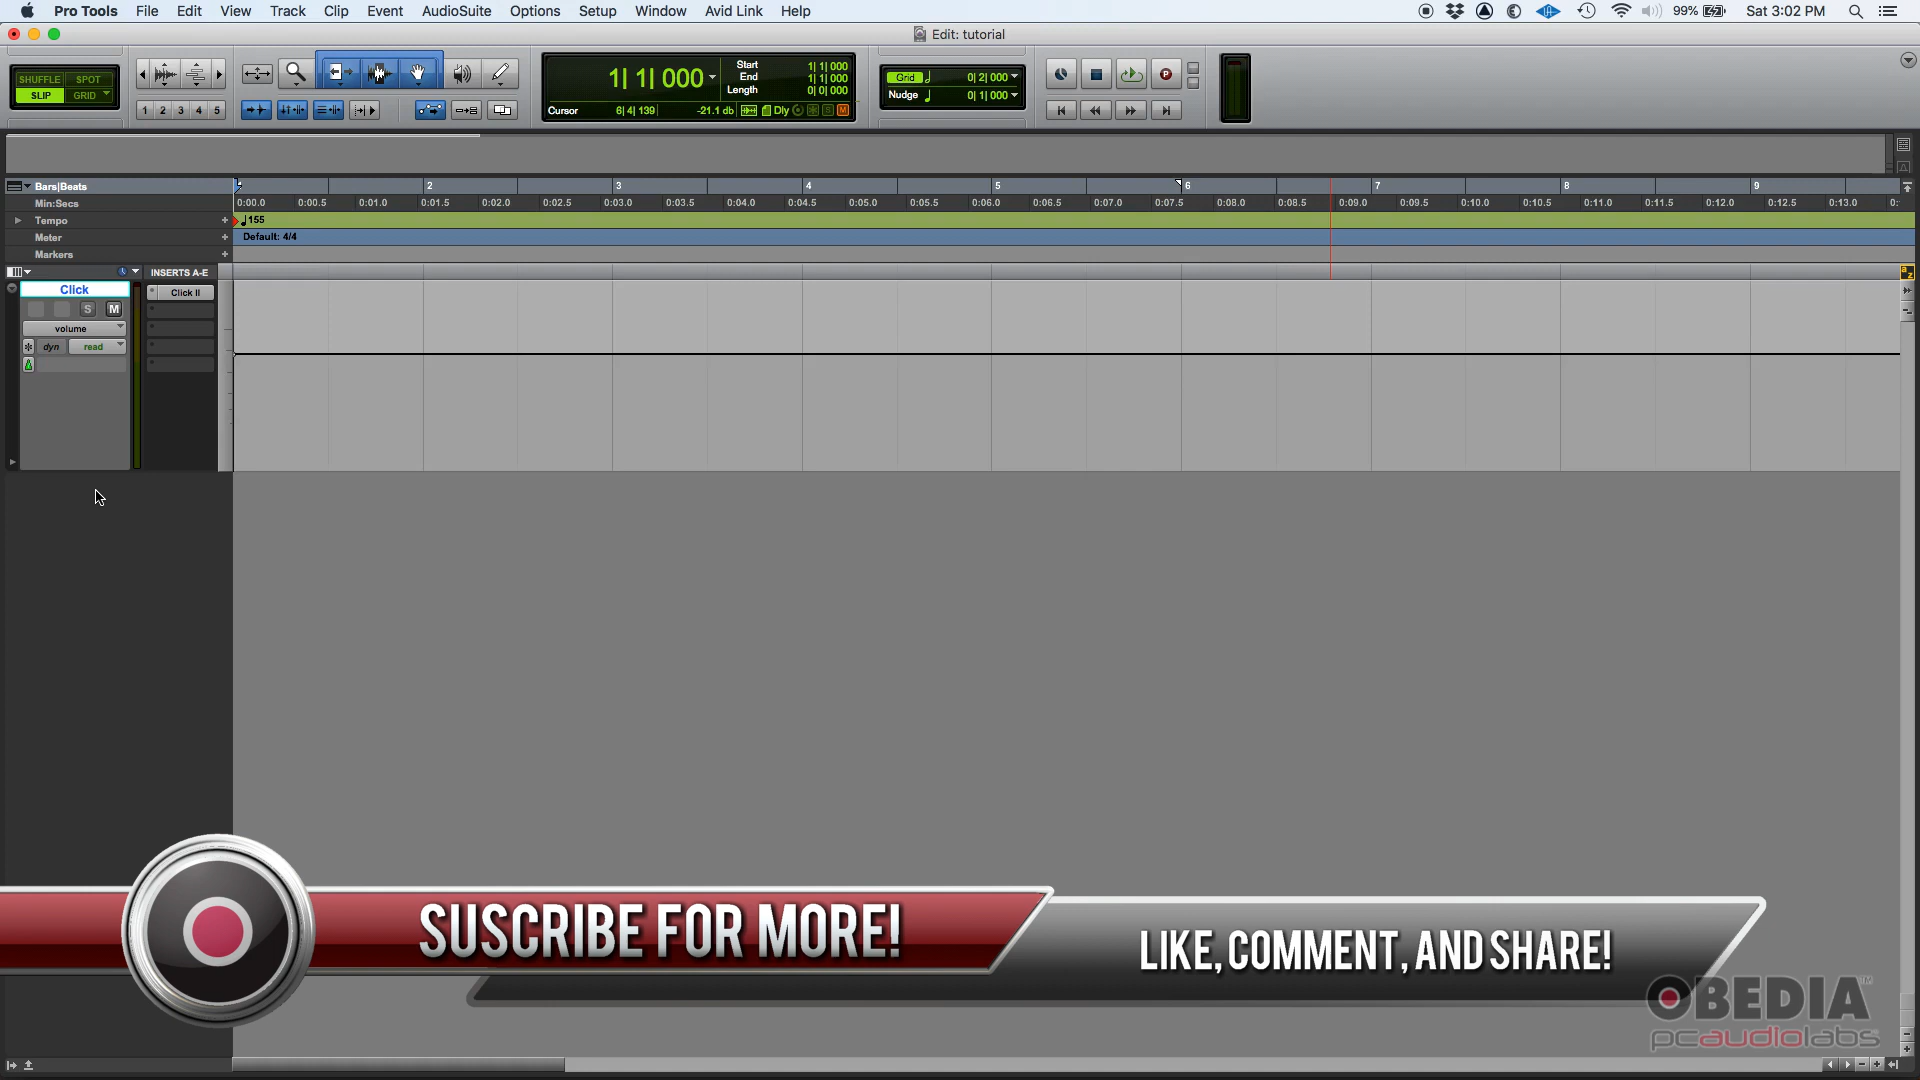 Pro Tools File Edit View Track Clip Event AudioSuite Options Setup Window Avid Link Help 99% Sat 3:02 PM
Edit: tutorial
SHUFFLE SPOT
SLIP GRID
1 2 3 4 5
1| 1| 000
Start 1| 1| 000
End 1| 1| 000
Length 0| 0| 000
Cursor 6| 4| 139 -21.1 db Dly S M
Grid 0| 2| 000
Nudge 0| 1| 000
Bars|Beats 2 3 4 5 6 7 8 9
Min:Secs 0:00.0 0:00.5 0:01.0 0:01.5 0:02.0 0:02.5 0:03.0 0:03.5 0:04.0 0:04.5 0:05.0 0:05.5 0:06.0 0:06.5 0:07.0 0:07.5 0:08.0 0:08.5 0:09.0 0:09.5 0:10.0 0:10.5 0:11.0 0:11.5 0:12.0 0:12.5 0:13.0 0:
Tempo + 155
Meter + Default: 4/4
Markers +
INSERTS A-E
Click
Click II
S M
volume
dyn read
SUSCRIBE FOR MORE!
LIKE, COMMENT, AND SHARE!
OBEDIA™
pcaudiolabs